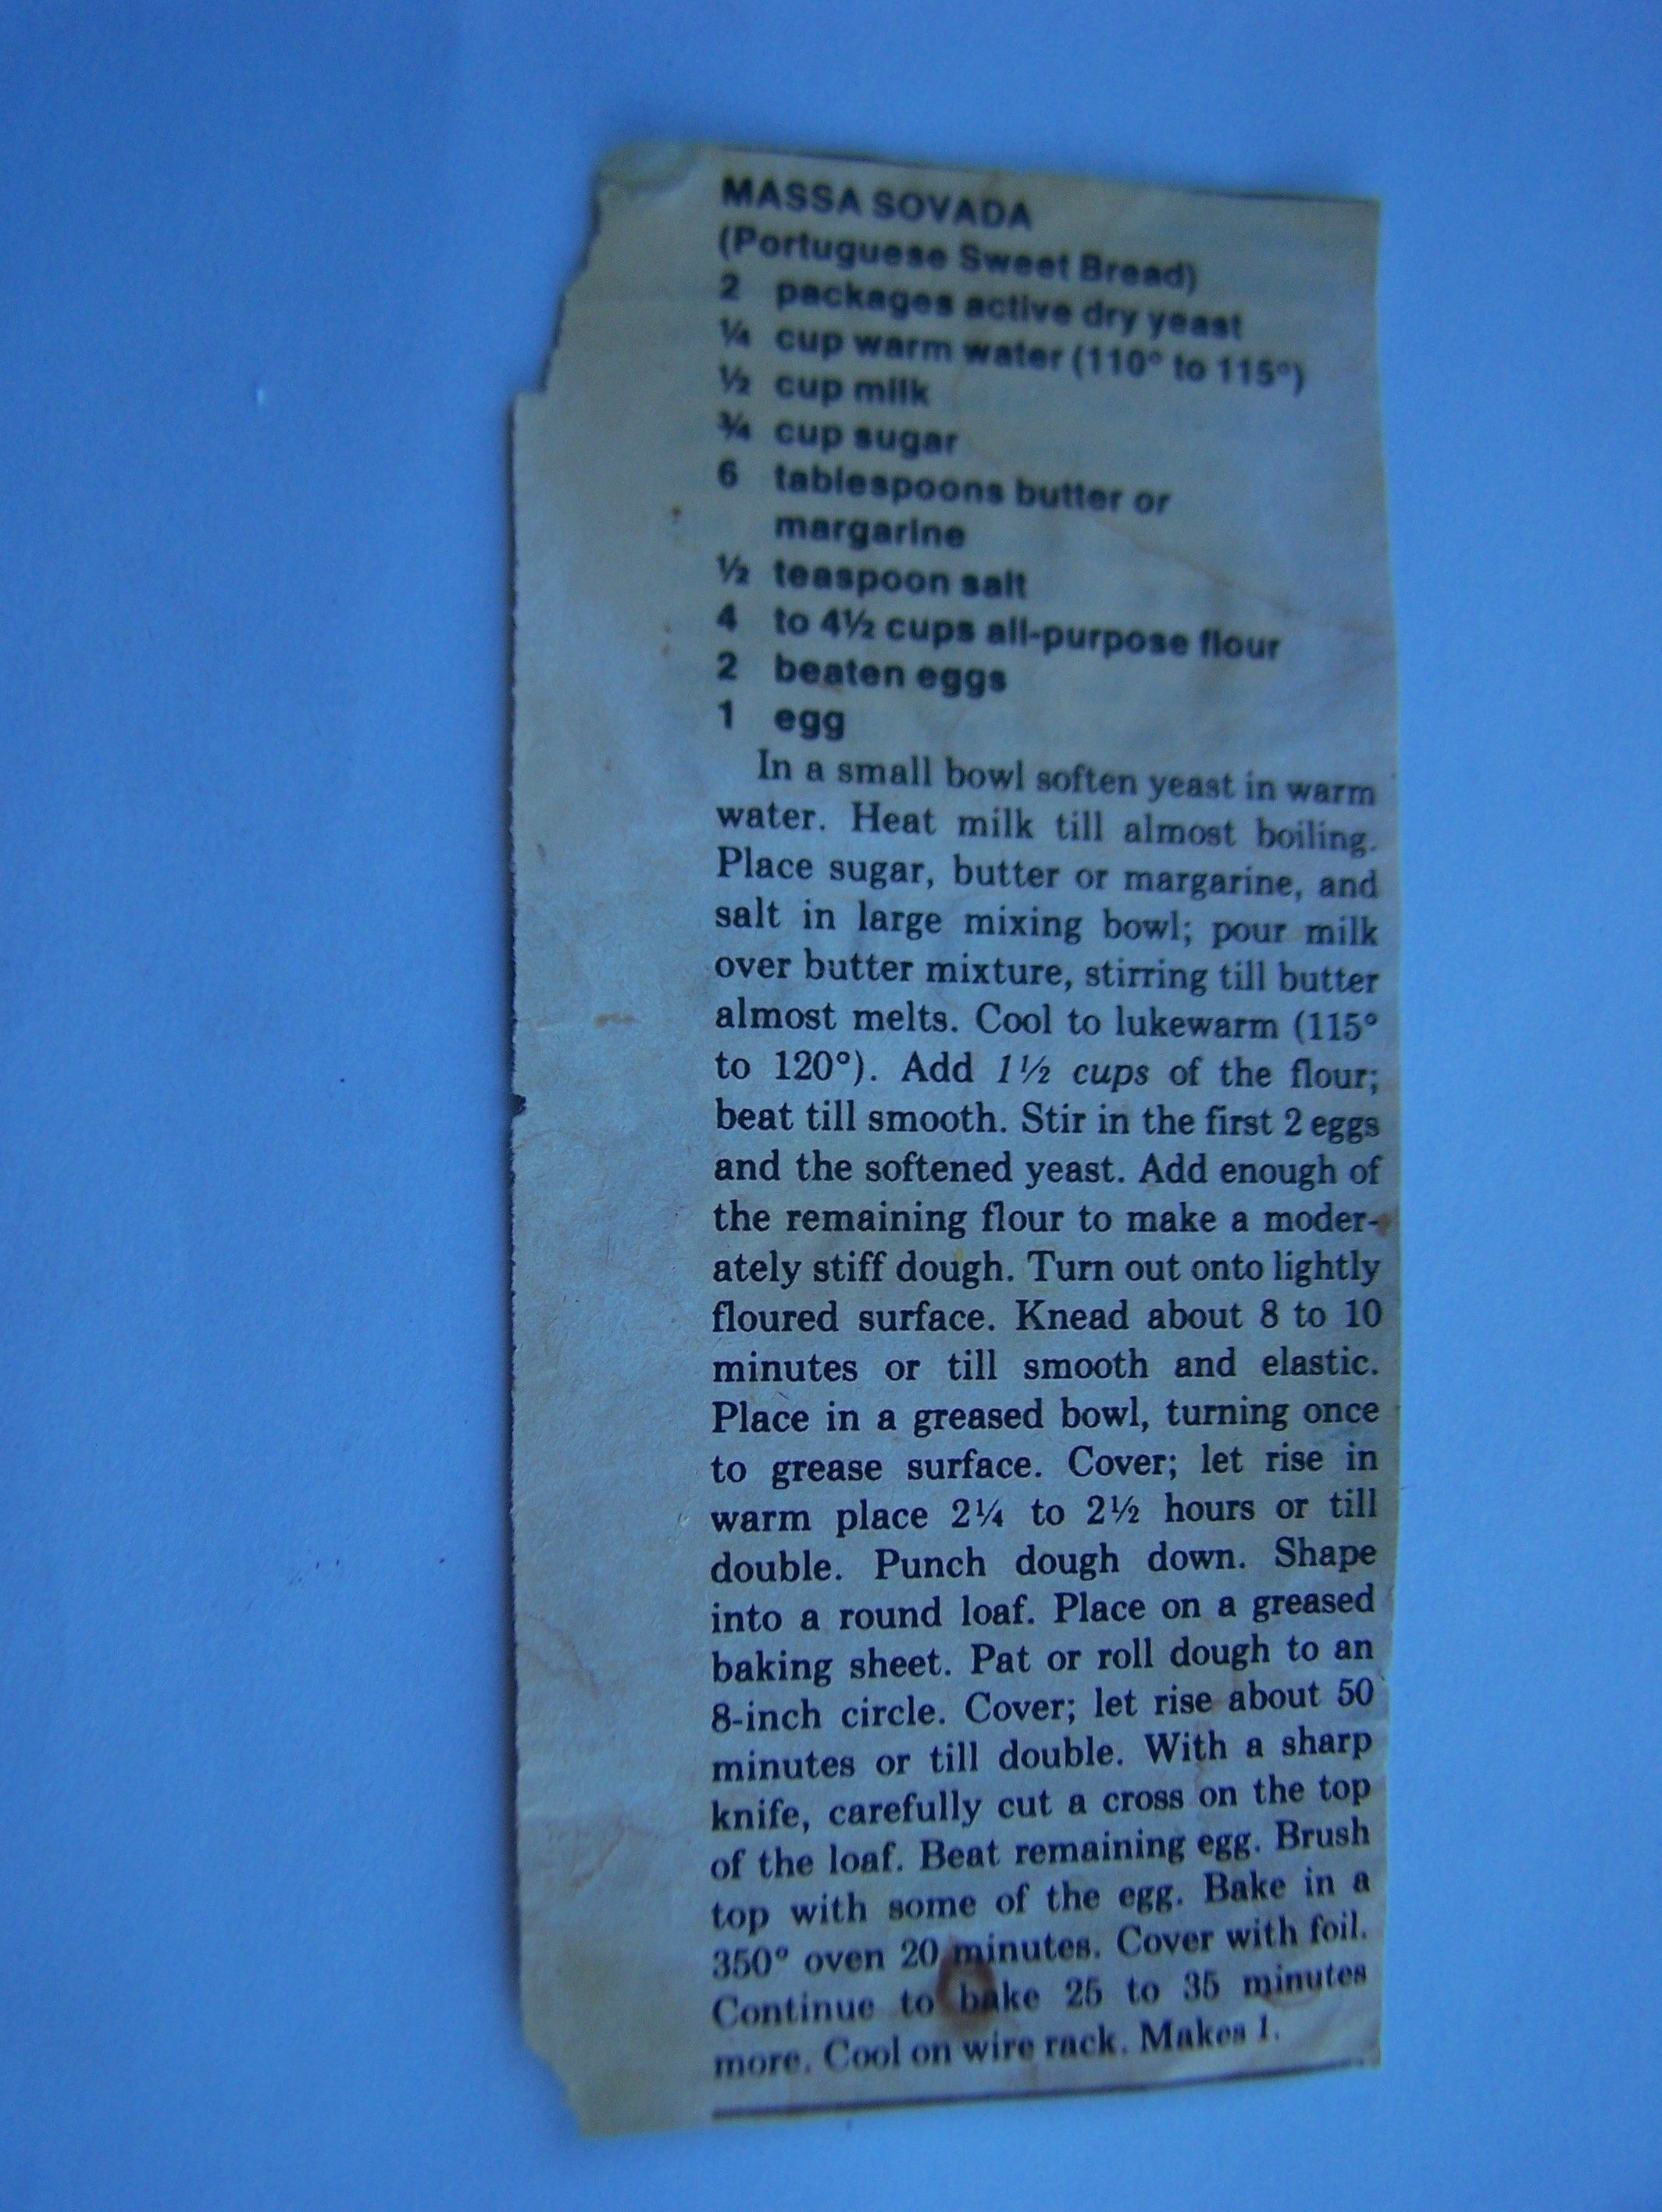 MASSA SOVADA
(Portuguese Sweet Bread)
2 packages active dry yeast
¼ cup warm water (110° to 115°)
½ cup milk
¾ cup sugar
6 tablespoons butter or
margarine
½ teaspoon salt
4 to 4½ cups all-purpose flour
2 beaten eggs
1 egg
In a small bowl soften yeast in warm
water. Heat milk till almost boiling.
Place sugar, butter or margarine, and
salt in large mixing bowl; pour milk
over butter mixture, stirring till butter
almost melts. Cool to lukewarm (115°
to 120°). Add 1½ cups of the flour;
beat till smooth. Stir in the first 2 eggs
and the softened yeast. Add enough of
the remaining flour to make a moder-
ately stiff dough. Turn out onto lightly
floured surface. Knead about 8 to 10
minutes or till smooth and elastic.
Place in a greased bowl, turning once
to grease surface. Cover; let rise in
warm place 2¼ to 2½ hours or till
double. Punch dough down. Shape
into a round loaf. Place on a greased
baking sheet. Pat or roll dough to an
8-inch circle. Cover; let rise about 50
minutes or till double. With a sharp
knife, carefully cut a cross on the top
of the loaf. Beat remaining egg. Brush
top with some of the egg. Bake in a
350° oven 20 minutes. Cover with foil.
Continue to bake 25 to 35 minutes
more. Cool on wire rack. Makes 1.